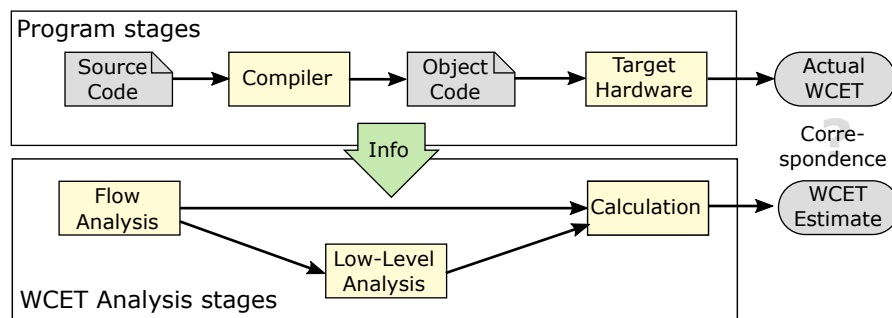 Program stages
Source
Code
Compiler
Object
Code
Target
Hardware
Actual
WCET
Info
?
Corre-
spondence
Flow
Analysis
Calculation
WCET
Estimate
Low-Level
Analysis
WCET Analysis stages